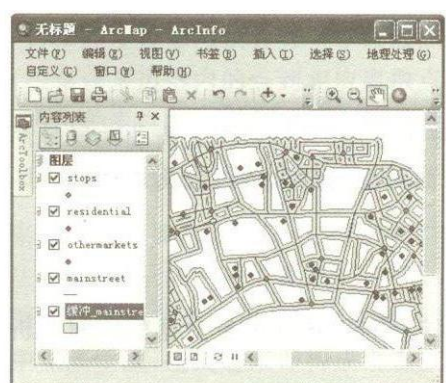 无标题 - ArcMap - ArcInfo
文件(F) 编辑(E) 视图(V) 书签(B) 插入(I) 选择(S) 地理处理(G)
自定义(C) 窗口(W) 帮助(H)
内容列表
ArcToolbox
图层
stops
residential
othermarkets
mainstreet
缓冲_mainstre